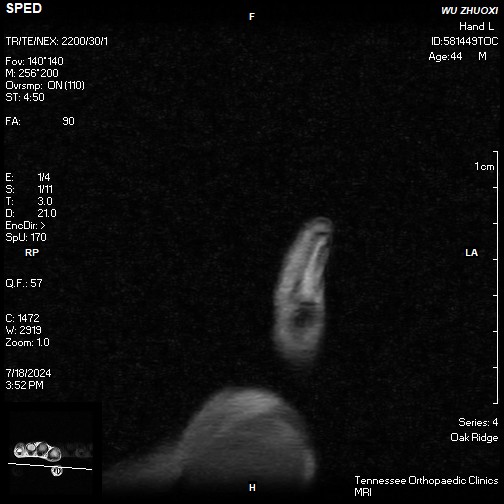 SPED
F
WU ZHUOXI
Hand L
TR/TE/NEX: 2200/30/1
ID:581449TOC
Age:44 M
Fov: 140*140
M: 256*200
Ovrsmp: ON (110)
ST: 4:50
FA: 90
1cm
E: 1/4
S: 1/11
T: 3.0
D: 21.0
EncDir: >
SpU: 170
RP
LA
Q.F.: 57
C: 1472
W: 2919
Zoom: 1.0
7/18/2024
3:52 PM
Series: 4
Oak Ridge
H
Tennessee Orthopaedic Clinics
MRI